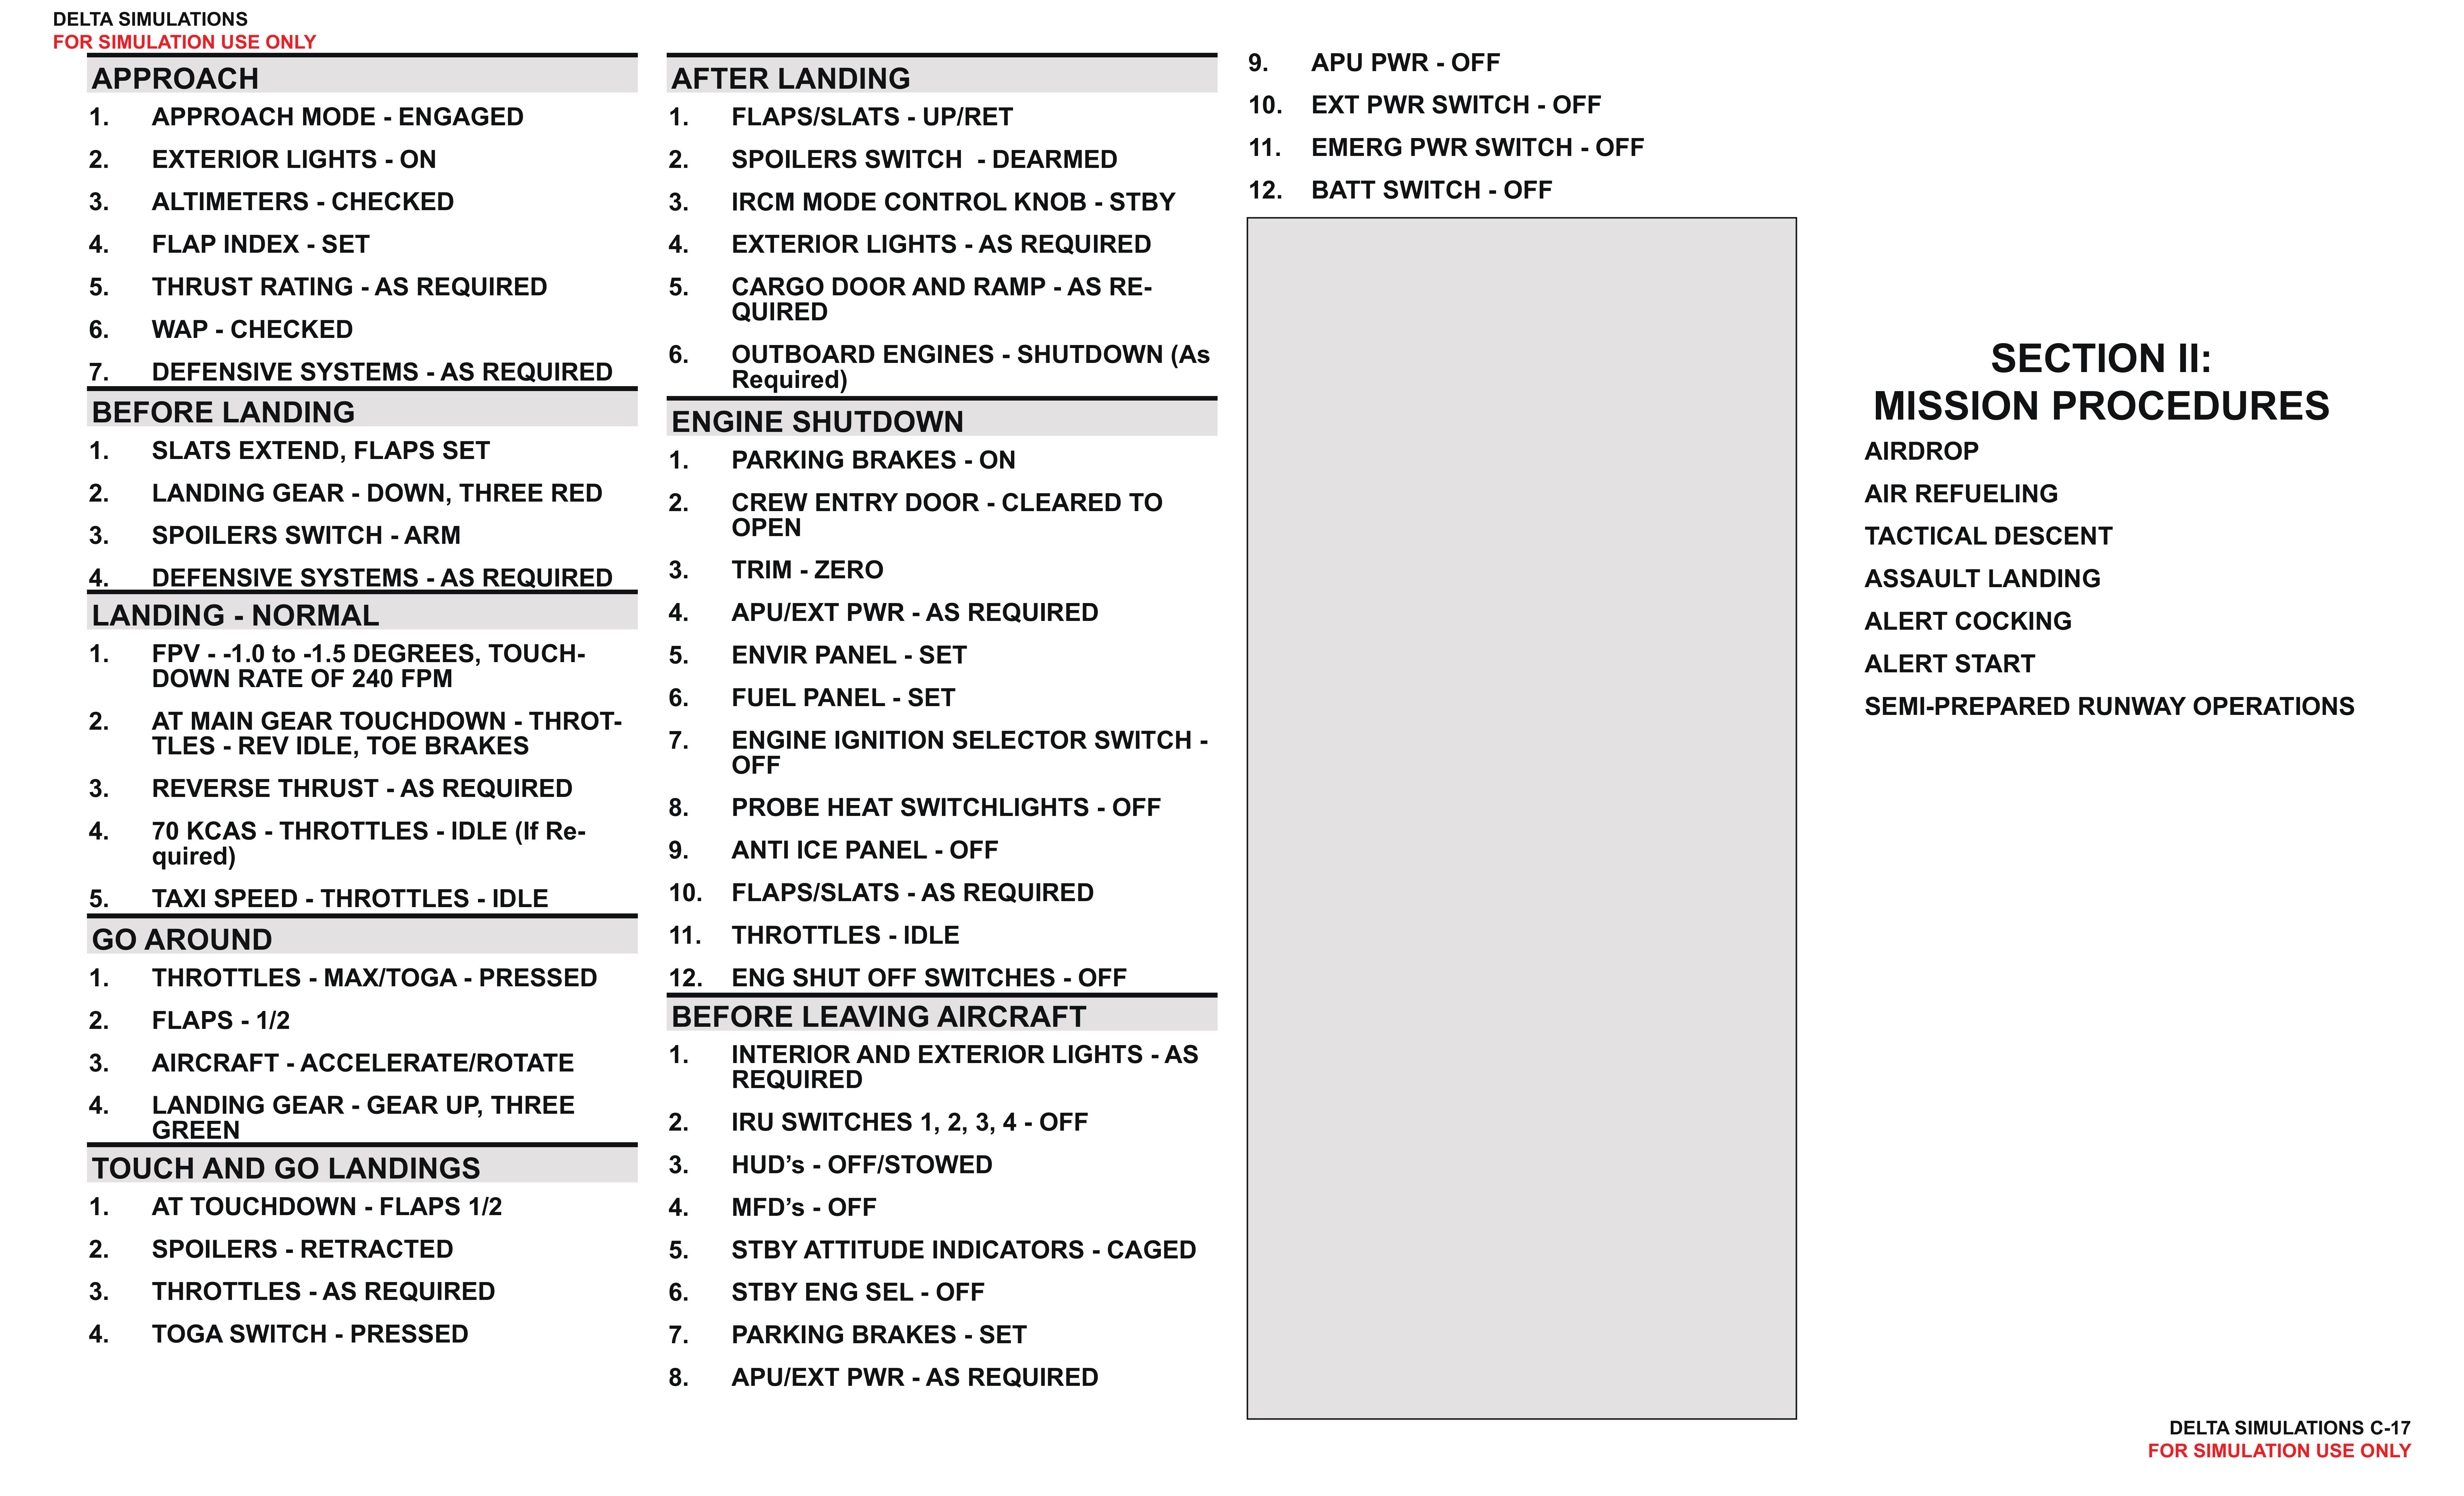 DELTA SIMULATIONS
FOR SIMULATION USE ONLY
APPROACH
1. APPROACH MODE - ENGAGED
2. EXTERIOR LIGHTS - ON
3. ALTIMETERS - CHECKED
4. FLAP INDEX - SET
5. THRUST RATING - AS REQUIRED
6. WAP - CHECKED
7. DEFENSIVE SYSTEMS - AS REQUIRED
BEFORE LANDING
1. SLATS EXTEND, FLAPS SET
2. LANDING GEAR - DOWN, THREE RED
3. SPOILERS SWITCH - ARM
4. DEFENSIVE SYSTEMS - AS REQUIRED
LANDING - NORMAL
1. FPV - -1.0 to -1.5 DEGREES, TOUCH-
DOWN RATE OF 240 FPM
2. AT MAIN GEAR TOUCHDOWN - THROT-
TLES - REV IDLE, TOE BRAKES
3. REVERSE THRUST - AS REQUIRED
4. 70 KCAS - THROTTLES - IDLE (If Re-
quired)
5. TAXI SPEED - THROTTLES - IDLE
GO AROUND
1. THROTTLES - MAX/TOGA - PRESSED
2. FLAPS - 1/2
3. AIRCRAFT - ACCELERATE/ROTATE
4. LANDING GEAR - GEAR UP, THREE
GREEN
TOUCH AND GO LANDINGS
1. AT TOUCHDOWN - FLAPS 1/2
2. SPOILERS - RETRACTED
3. THROTTLES - AS REQUIRED
4. TOGA SWITCH - PRESSED
AFTER LANDING
1. FLAPS/SLATS - UP/RET
2. SPOILERS SWITCH - DEARMED
3. IRCM MODE CONTROL KNOB - STBY
4. EXTERIOR LIGHTS - AS REQUIRED
5. CARGO DOOR AND RAMP - AS RE-
QUIRED
6. OUTBOARD ENGINES - SHUTDOWN (As
Required)
ENGINE SHUTDOWN
1. PARKING BRAKES - ON
2. CREW ENTRY DOOR - CLEARED TO
OPEN
3. TRIM - ZERO
4. APU/EXT PWR - AS REQUIRED
5. ENVIR PANEL - SET
6. FUEL PANEL - SET
7. ENGINE IGNITION SELECTOR SWITCH -
OFF
8. PROBE HEAT SWITCHLIGHTS - OFF
9. ANTI ICE PANEL - OFF
10. FLAPS/SLATS - AS REQUIRED
11. THROTTLES - IDLE
12. ENG SHUT OFF SWITCHES - OFF
BEFORE LEAVING AIRCRAFT
1. INTERIOR AND EXTERIOR LIGHTS - AS
REQUIRED
2. IRU SWITCHES 1, 2, 3, 4 - OFF
3. HUD’s - OFF/STOWED
4. MFD’s - OFF
5. STBY ATTITUDE INDICATORS - CAGED
6. STBY ENG SEL - OFF
7. PARKING BRAKES - SET
8. APU/EXT PWR - AS REQUIRED
9. APU PWR - OFF
10. EXT PWR SWITCH - OFF
11. EMERG PWR SWITCH - OFF
12. BATT SWITCH - OFF
SECTION II:
MISSION PROCEDURES
AIRDROP
AIR REFUELING
TACTICAL DESCENT
ASSAULT LANDING
ALERT COCKING
ALERT START
SEMI-PREPARED RUNWAY OPERATIONS
DELTA SIMULATIONS C-17
FOR SIMULATION USE ONLY